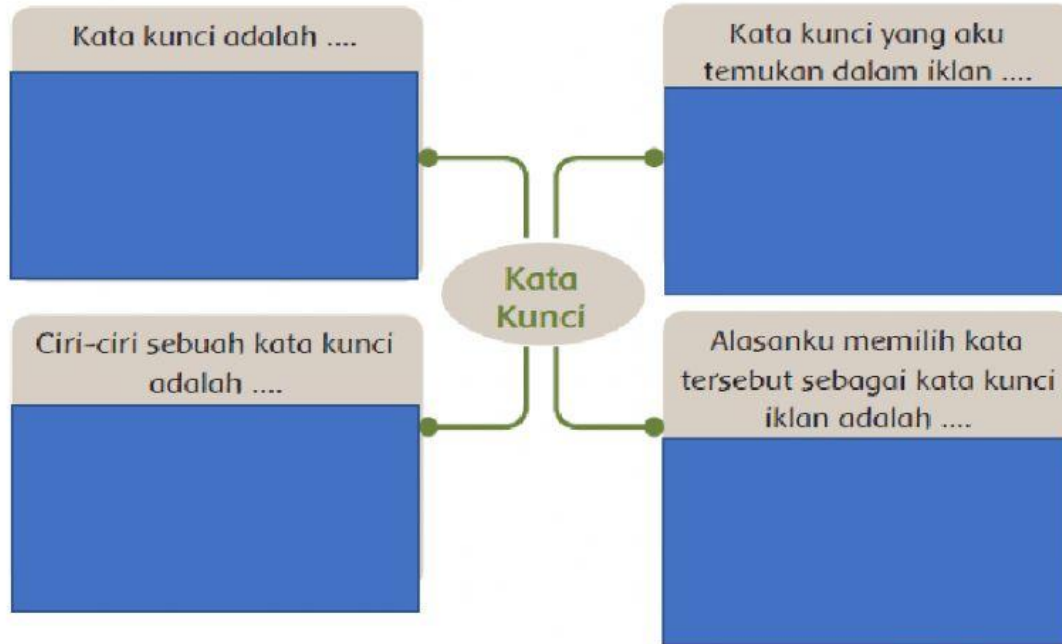 Kata kunci adalah ....
Kata kunci yang aku
temukan dalam iklan ....
Kata
Kunci
Ciri-ciri sebuah kata kunci
adalah ....
Alasanku memilih kata
tersebut sebagai kata kunci
iklan adalah ....